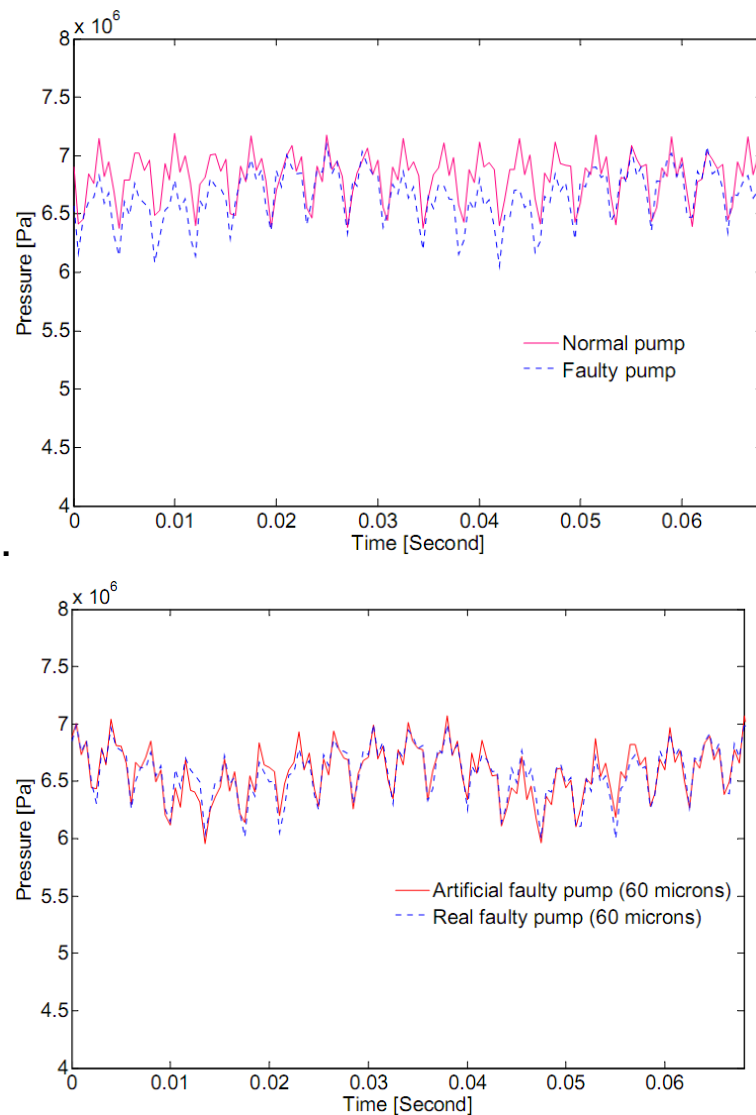 8 x 10^6
7.5
7
6.5
6
5.5
5
4.5
4
Pressure [Pa]
Normal pump
Faulty pump
0 0.01 0.02 0.03 0.04 0.05 0.06
Time [Second]
.
8 x 10^6
7.5
7
6.5
6
5.5
5
4.5
4
Pressure [Pa]
Artificial faulty pump (60 microns)
Real faulty pump (60 microns)
0 0.01 0.02 0.03 0.04 0.05 0.06
Time [Second]